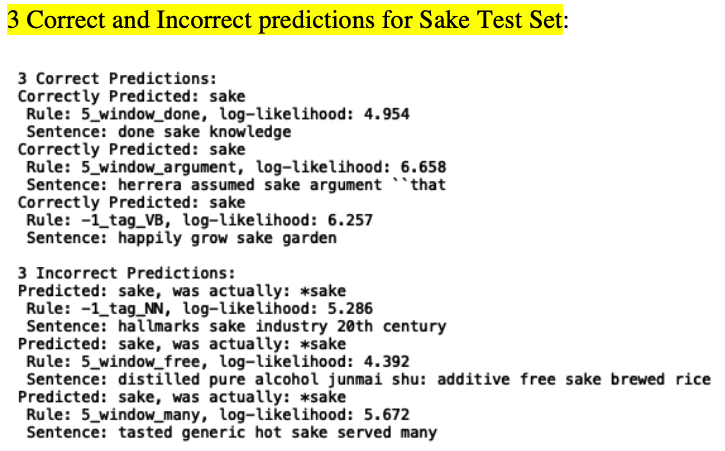 3 Correct and Incorrect predictions for Sake Test Set:
3 Correct Predictions:
Correctly Predicted: sake
Rule: 5_window_done, log-likelihood: 4.954
Sentence: done sake knowledge
Correctly Predicted: sake
Rule: 5_window_argument, log-likelihood: 6.658
Sentence: herrera assumed sake argument ``that
Correctly Predicted: sake
Rule: -1_tag_VB, log-likelihood: 6.257
Sentence: happily grow sake garden
3 Incorrect Predictions:
Predicted: sake, was actually: *sake
Rule: -1_tag_NN, log-likelihood: 5.286
Sentence: hallmarks sake industry 20th century
Predicted: sake, was actually: *sake
Rule: 5_window_free, log-likelihood: 4.392
Sentence: distilled pure alcohol junmai shu: additive free sake brewed rice
Predicted: sake, was actually: *sake
Rule: 5_window_many, log-likelihood: 5.672
Sentence: tasted generic hot sake served many